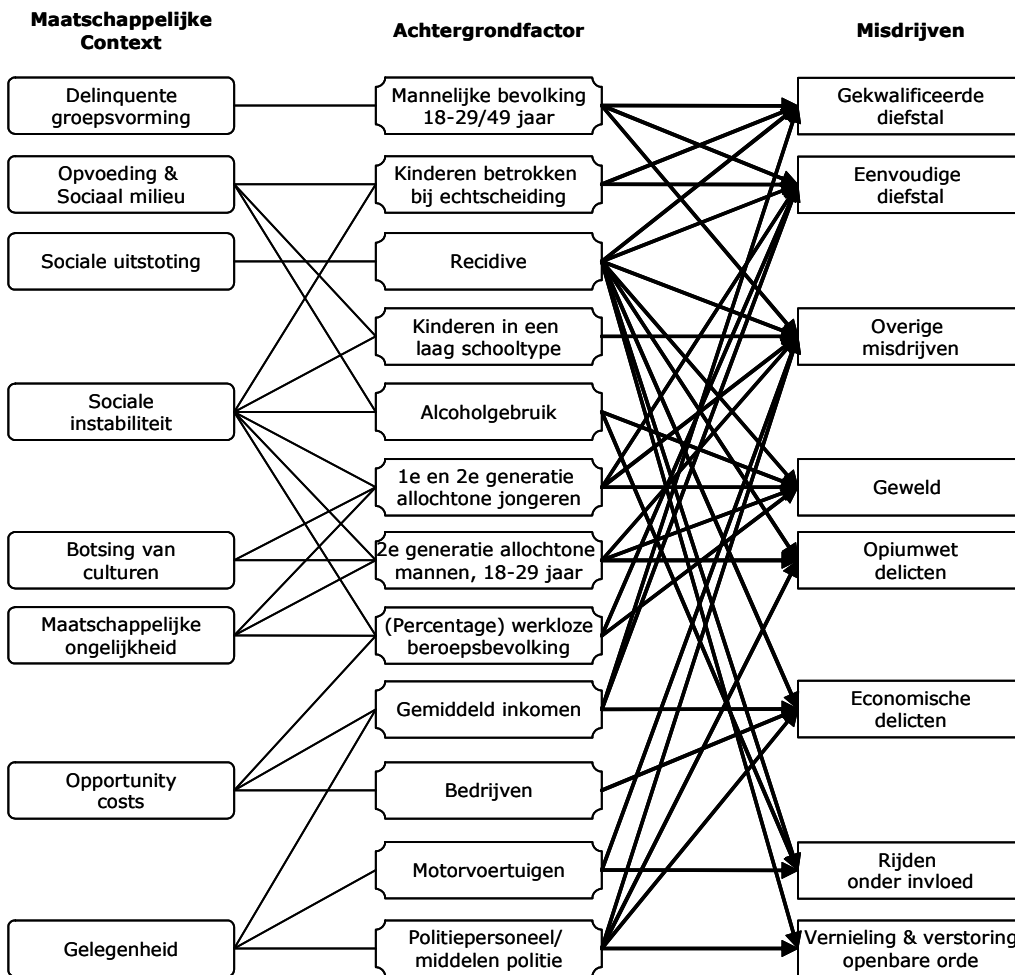 Maatschappelijke
Context
Achtergrondfactor
Misdrijven
Delinquente
groepsvorming
Opvoeding &
Sociaal milieu
Sociale uitstoting
Sociale
instabiliteit
Botsing van
culturen
Maatschappelijke
ongelijkheid
Opportunity
costs
Gelegenheid
Mannelijke bevolking
18-29/49 jaar
Kinderen betrokken
bij echtscheiding
Recidive
Kinderen in een
laag schooltype
Alcoholgebruik
1e en 2e generatie
allochtone jongeren
2e generatie allochtone
mannen, 18-29 jaar
(Percentage) werkloze
beroepsbevolking
Gemiddeld inkomen
Bedrijven
Motorvoertuigen
Politiepersoneel/
middelen politie
Gekwalificeerde
diefstal
Eenvoudige
diefstal
Overige
misdrijven
Geweld
Opiumwet
delicten
Economische
delicten
Rijden
onder invloed
Vernieling & verstoring
openbare orde